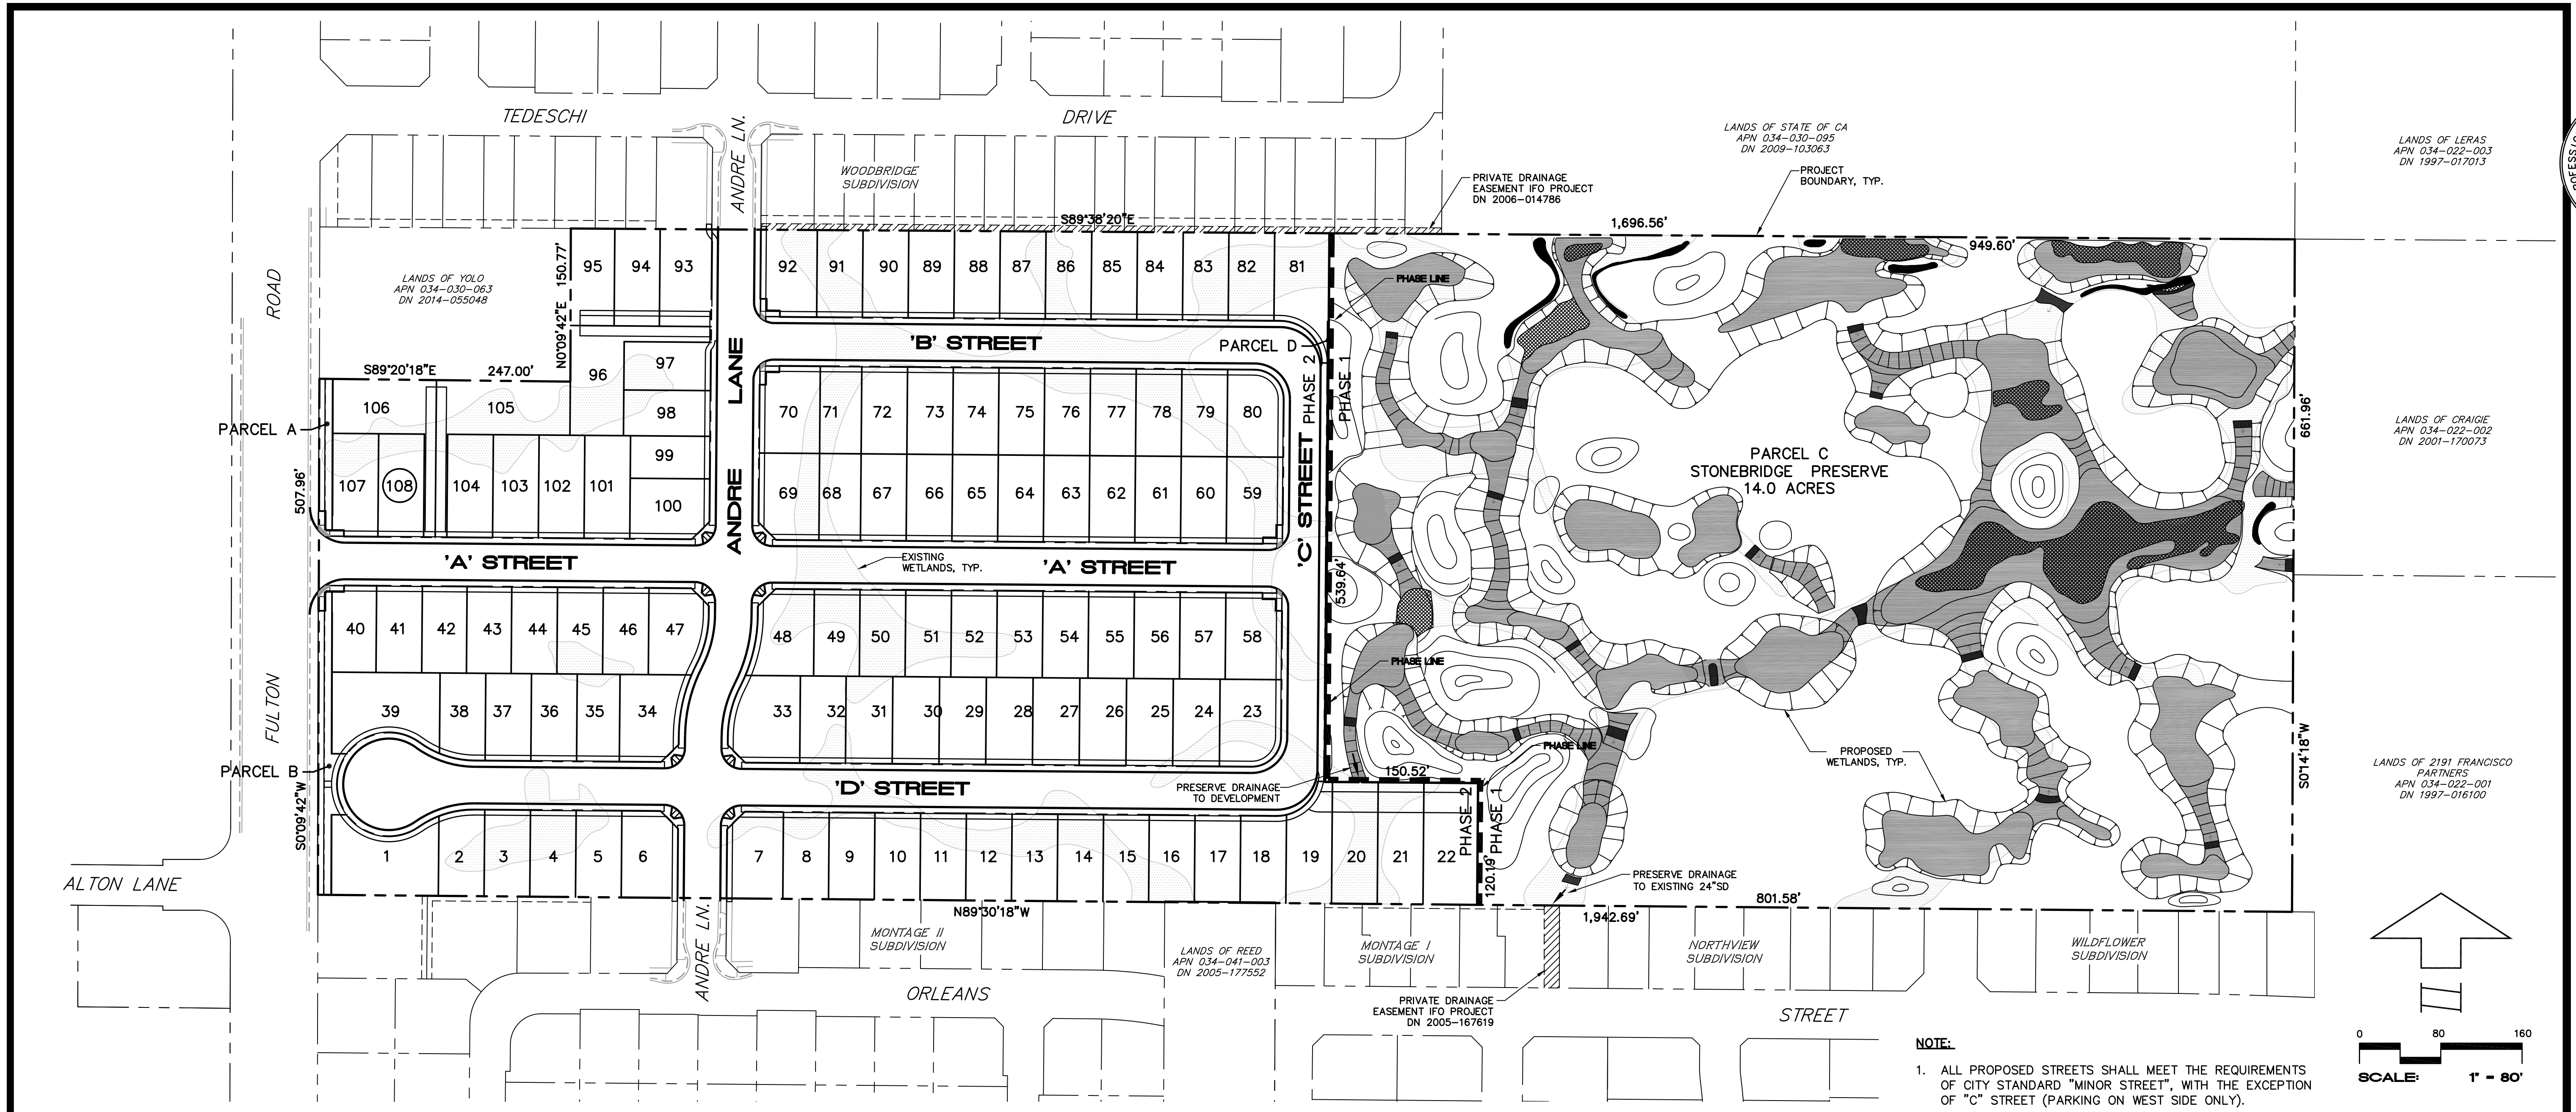 TEDESCHI
DRIVE
ANDRE LN.
WOODBRIDGE
SUBDIVISION
LANDS OF STATE OF CA
APN 034-030-095
DN 2009-103063
LANDS OF LERAS
APN 034-022-003
DN 1997-017013
PRIVATE DRAINAGE
EASEMENT IFO PROJECT
DN 2006-014786
PROJECT
BOUNDARY, TYP.
S89°38'20"E
1,696.56'
949.60'
ROAD
LANDS OF YOLO
APN 034-030-063
DN 2014-055048
N0°09'42"E 150.77'
95 94 93
92 91 90 89 88 87 86 85 84 83 82 81
PHASE LINE
'B' STREET
PARCEL D
PHASE 2
PHASE 1
ANDRE LANE
S89°20'18"E 247.00'
96
97
98
99
100
106
105
PARCEL A
107 108 104 103 102 101
70 71 72 73 74 75 76 77 78 79 80
69 68 67 66 65 64 63 62 61 60 59
'C' STREET
PARCEL C
STONEBRIDGE PRESERVE
14.0 ACRES
661.96'
LANDS OF CRAIGIE
APN 034-022-002
DN 2001-170073
507.96'
'A' STREET
EXISTING
WETLANDS, TYP.
'A' STREET
539.64'
40 41 42 43 44 45 46 47
48 49 50 51 52 53 54 55 56 57 58
PHASE LINE
FULTON
39 38 37 36 35 34
33 32 31 30 29 28 27 26 25 24 23
PHASE LINE
PARCEL B
'D' STREET
PRESERVE DRAINAGE
TO DEVELOPMENT
150.52'
PROPOSED
WETLANDS, TYP.
S0°14'18"W
LANDS OF 2191 FRANCISCO
PARTNERS
APN 034-022-001
DN 1997-016100
S0°09'42"W
PHASE 2
PHASE 1
1 2 3 4 5 6
7 8 9 10 11 12 13 14 15 16 17 18 19 20 21 22
120.19'
ALTON LANE
PRESERVE DRAINAGE
TO EXISTING 24"SD
N89°30'18"W
1,942.69'
801.58'
ANDRE LN.
MONTAGE II
SUBDIVISION
LANDS OF REED
APN 034-041-003
DN 2005-177552
MONTAGE I
SUBDIVISION
NORTHVIEW
SUBDIVISION
WILDFLOWER
SUBDIVISION
ORLEANS
STREET
PRIVATE DRAINAGE
EASEMENT IFO PROJECT
DN 2005-167619
NOTE:
1. ALL PROPOSED STREETS SHALL MEET THE REQUIREMENTS
OF CITY STANDARD "MINOR STREET", WITH THE EXCEPTION
OF "C" STREET (PARKING ON WEST SIDE ONLY).
0 80 160
SCALE: 1" = 80'